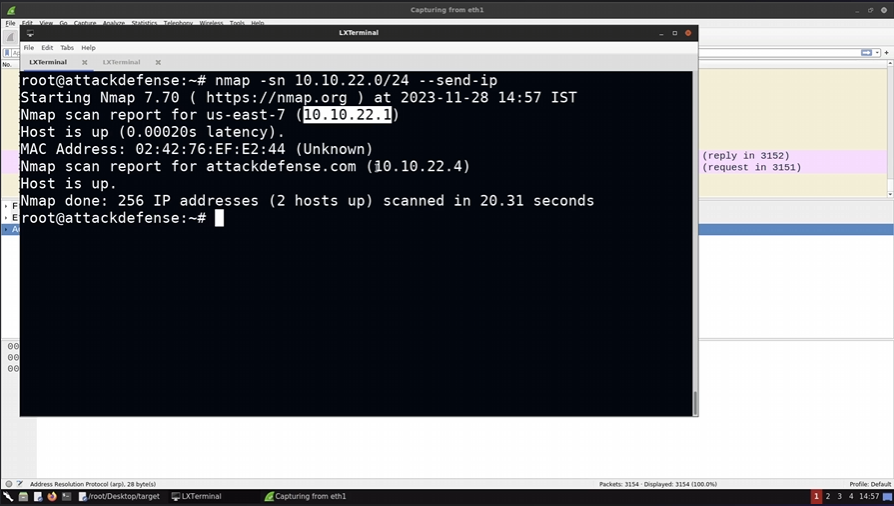 Capturing from eth1
File Edit View Go Capture Analyze Statistics Telephony Wireless Tools Help
LXTerminal
File Edit Tabs Help
LXTerminal LXTerminal
No.
root@attackdefense:~# nmap -sn 10.10.22.0/24 --send-ip
Starting Nmap 7.70 ( https://nmap.org ) at 2023-11-28 14:57 IST
Nmap scan report for us-east-7 (10.10.22.1)
Host is up (0.00020s latency).
MAC Address: 02:42:76:EF:E2:44 (Unknown)
(reply in 3152)
Nmap scan report for attackdefense.com (10.10.22.4)
(request in 3151)
Host is up.
Nmap done: 256 IP addresses (2 hosts up) scanned in 20.31 seconds
root@attackdefense:~#
00
00
00
Address Resolution Protocol (arp), 28 byte(s) Packets: 3154 · Displayed: 3154 (100.0%) Profile: Default
/root/Desktop/target LXTerminal Capturing from eth1 1 2 3 4 14:57